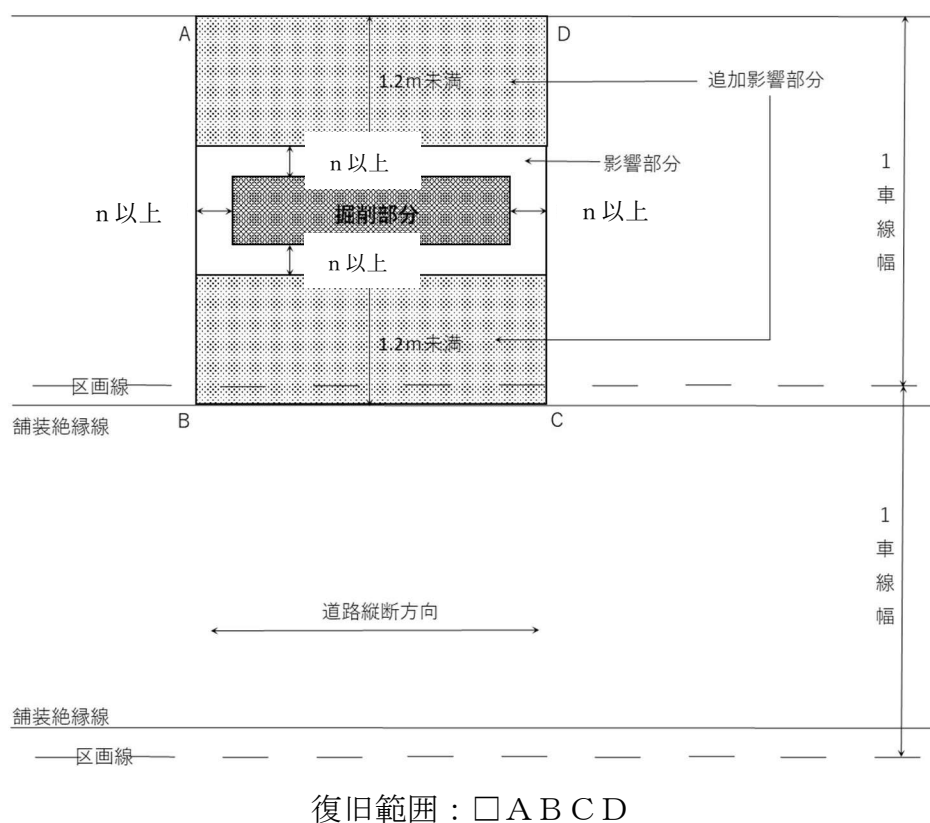 A
D
1.2m未満
追加影響部分
n 以上
影響部分
n 以上
掘削部分
n 以上
n 以上
1車線幅
1.2m未満
区画線
B
C
舗装絶縁線
1車線幅
道路縦断方向
舗装絶縁線
区画線
復旧範囲：□ＡＢＣＤ